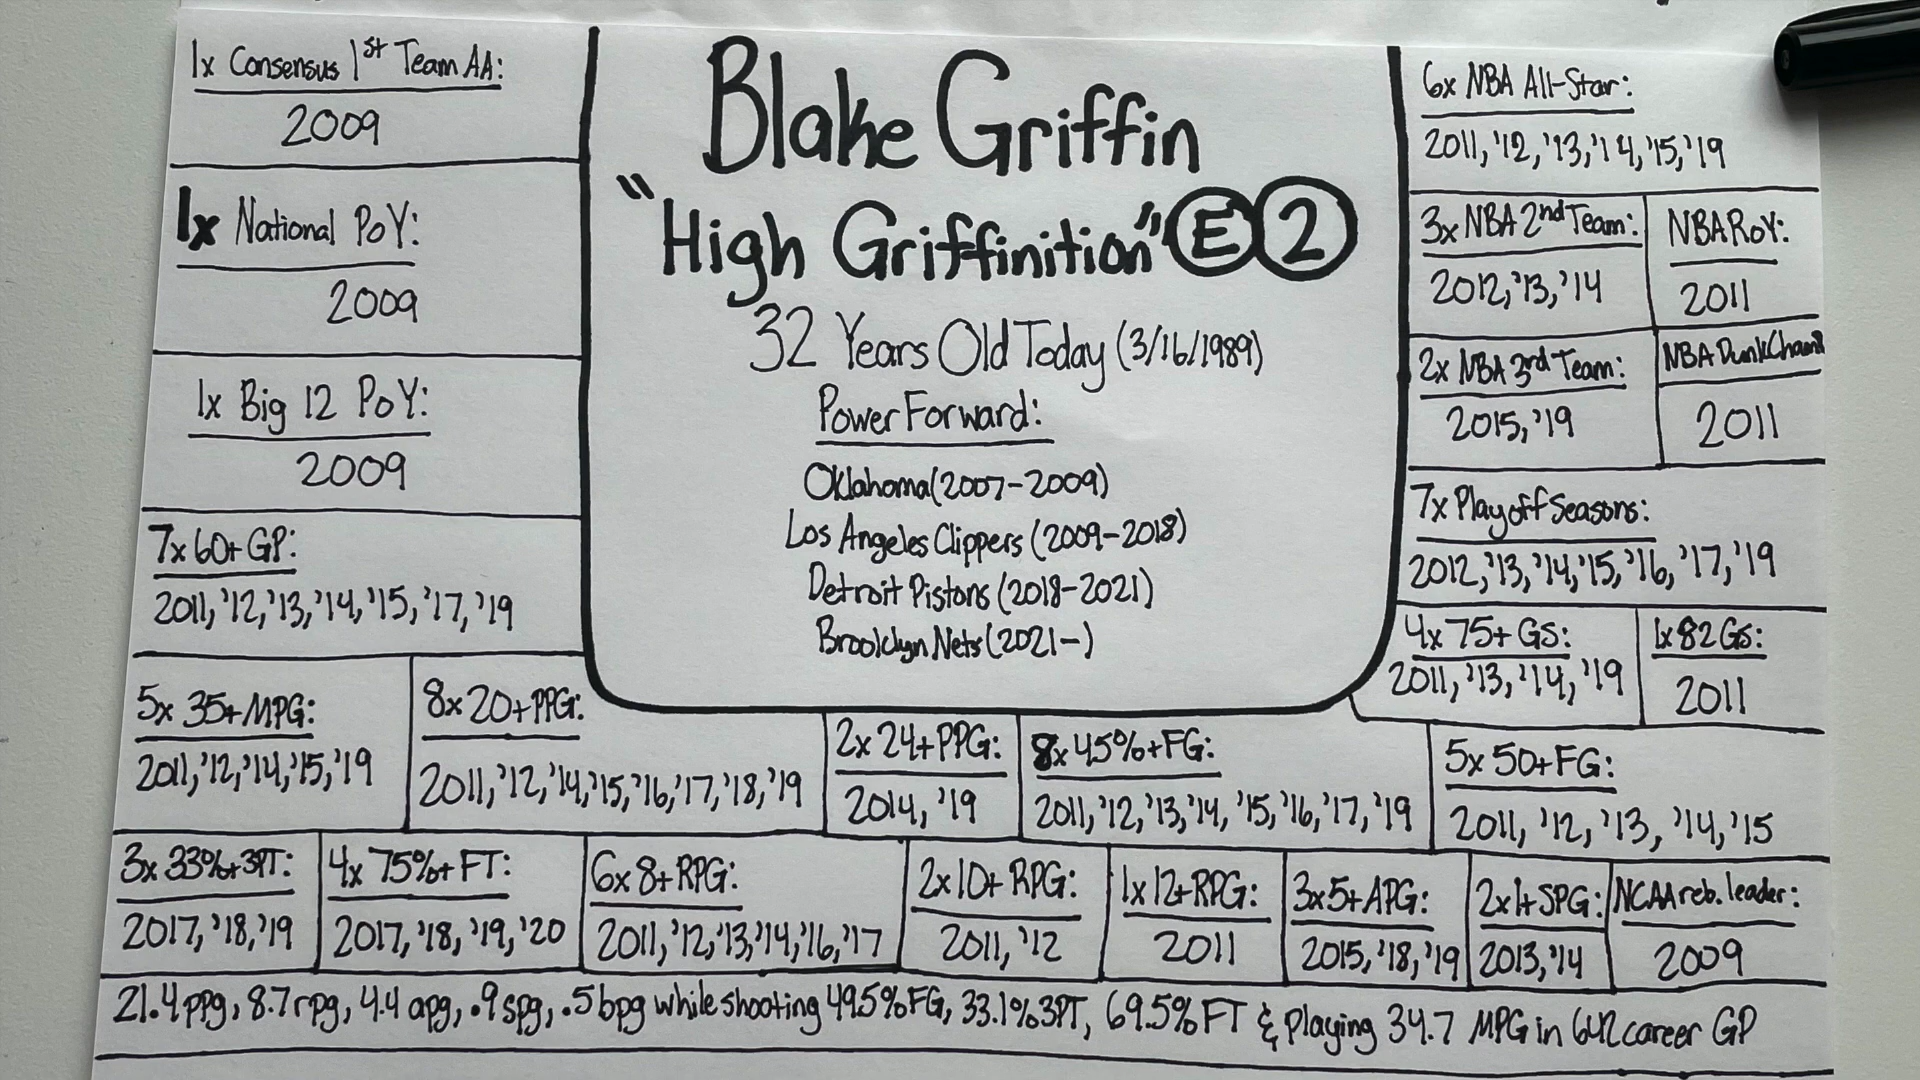 1x Consensus 1st Team AA:
2009
1x National PoY:
2009
1x Big 12 PoY:
2009
7x 60+ GP:
2011, '12, '13, '14, '15, '17, '19
Blake Griffin
"High Griffinition" E 2
32 Years Old Today (3/16/1989)
Power Forward:
Oklahoma (2007-2009)
Los Angeles Clippers (2009-2018)
Detroit Pistons (2018-2021)
Brooklyn Nets (2021-)
6x NBA All-Star:
2011, '12, '13, '14, '15, '19
3x NBA 2nd Team:
2012, '13, '14
NBA RoY:
2011
2x NBA 3rd Team:
2015, '19
NBA Dunk Champ
2011
7x Playoff Seasons:
2012, '13, '14, '15, '16, '17, '19
4x 75+ GS:
2011, '13, '14, '19
1x 82 GS:
2011
5x 35+ MPG:
2011, '12, '14, '15, '19
8x 20+ PPG:
2011, '12, '14, '15, '16, '17, '18, '19
2x 24+ PPG:
2014, '19
8x 45%+ FG:
2011, '12, '13, '14, '15, '16, '17, '19
5x 50+ FG:
2011, '12, '13, '14, '15
3x 33%+ 3PT:
2017, '18, '19
4x 75%+ FT:
2017, '18, '19, '20
6x 8+ RPG:
2011, '12, '13, '14, '16, '17
2x 10+ RPG:
2011, '12
1x 12+ RPG:
2011
3x 5+ APG:
2015, '18, '19
2x 1+ SPG:
2013, '14
NCAA reb. leader:
2009
21.4 ppg, 8.7 rpg, 4.4 apg, .9 spg, .5 bpg while shooting 49.5% FG, 33.1% 3PT, 69.5% FT & playing 34.7 MPG in 642 career GP